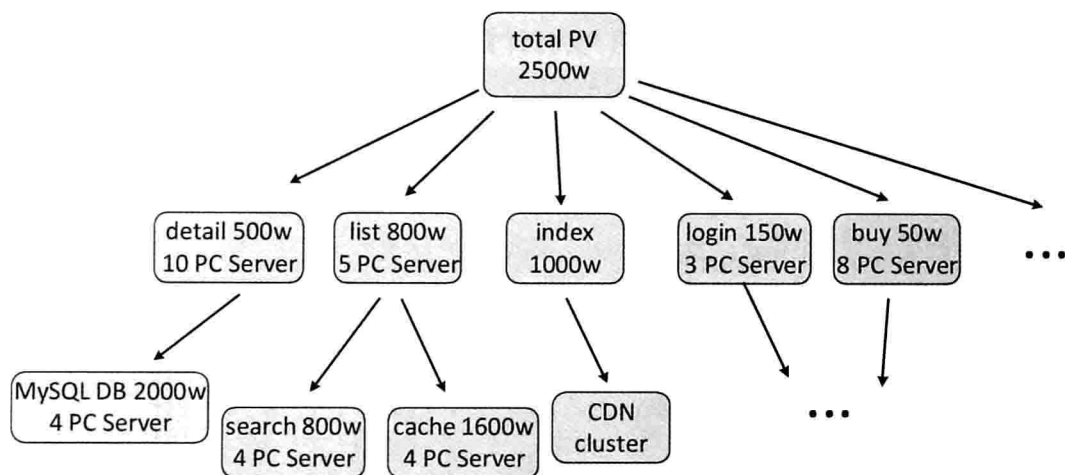 total PV
2500w
detail 500w
10 PC Server
list 800w
5 PC Server
index
1000w
login 150w
3 PC Server
buy 50w
8 PC Server
...
MySQL DB 2000w
4 PC Server
search 800w
4 PC Server
cache 1600w
4 PC Server
CDN
cluster
...